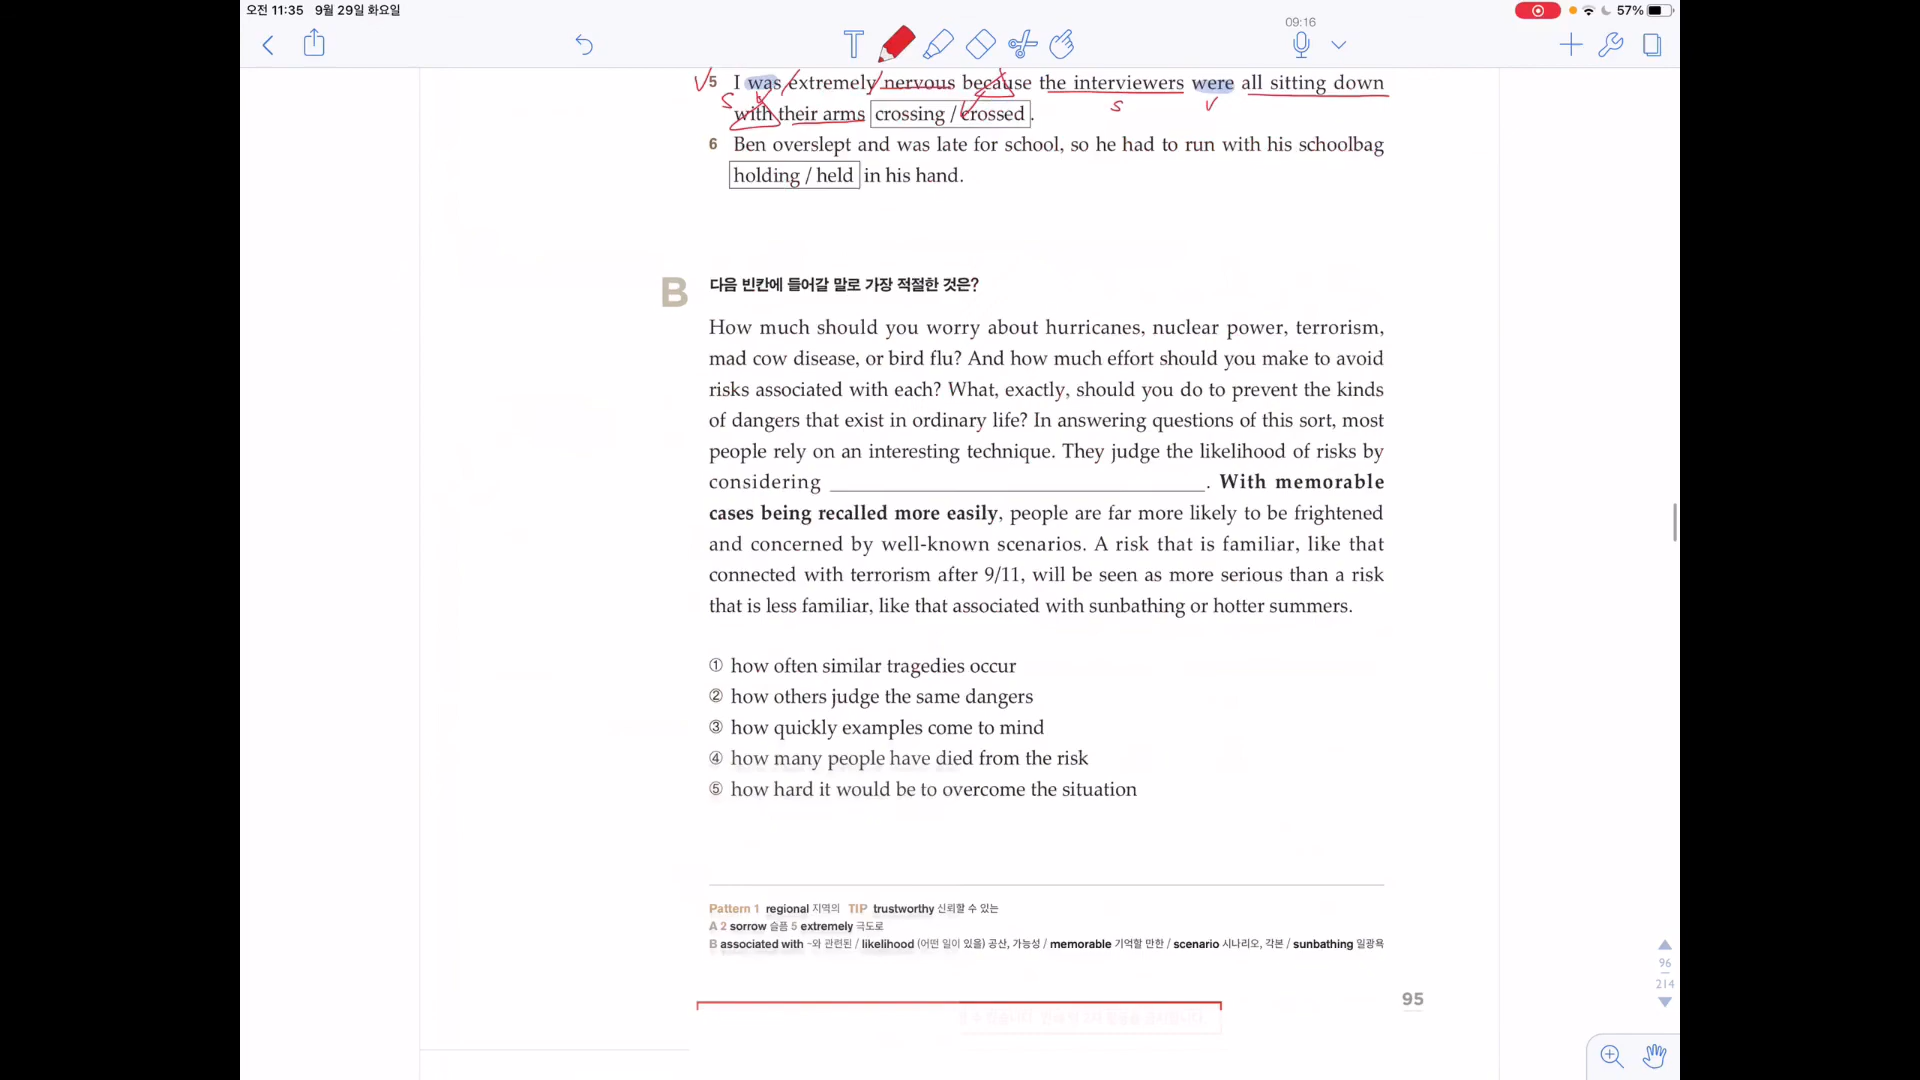 오전 11:35 9월 29일 화요일
57%
09:16
5 I was extremely nervous because the interviewers were all sitting down
s s v
with their arms crossing / crossed .
6 Ben overslept and was late for school, so he had to run with his schoolbag
holding / held in his hand.
B 다음 빈칸에 들어갈 말로 가장 적절한 것은?
How much should you worry about hurricanes, nuclear power, terrorism,
mad cow disease, or bird flu? And how much effort should you make to avoid
risks associated with each? What, exactly, should you do to prevent the kinds
of dangers that exist in ordinary life? In answering questions of this sort, most
people rely on an interesting technique. They judge the likelihood of risks by
considering ____________________. With memorable
cases being recalled more easily, people are far more likely to be frightened
and concerned by well-known scenarios. A risk that is familiar, like that
connected with terrorism after 9/11, will be seen as more serious than a risk
that is less familiar, like that associated with sunbathing or hotter summers.
① how often similar tragedies occur
② how others judge the same dangers
③ how quickly examples come to mind
④ how many people have died from the risk
⑤ how hard it would be to overcome the situation
Pattern 1 regional 지역의 TIP trustworthy 신뢰할 수 있는
A 2 sorrow 슬픔 5 extremely 극도로
B associated with ~와 관련된 / likelihood (어떤 일이 있을) 공산, 가능성 / memorable 기억할 만한 / scenario 시나리오, 각본 / sunbathing 일광욕
96
214
95